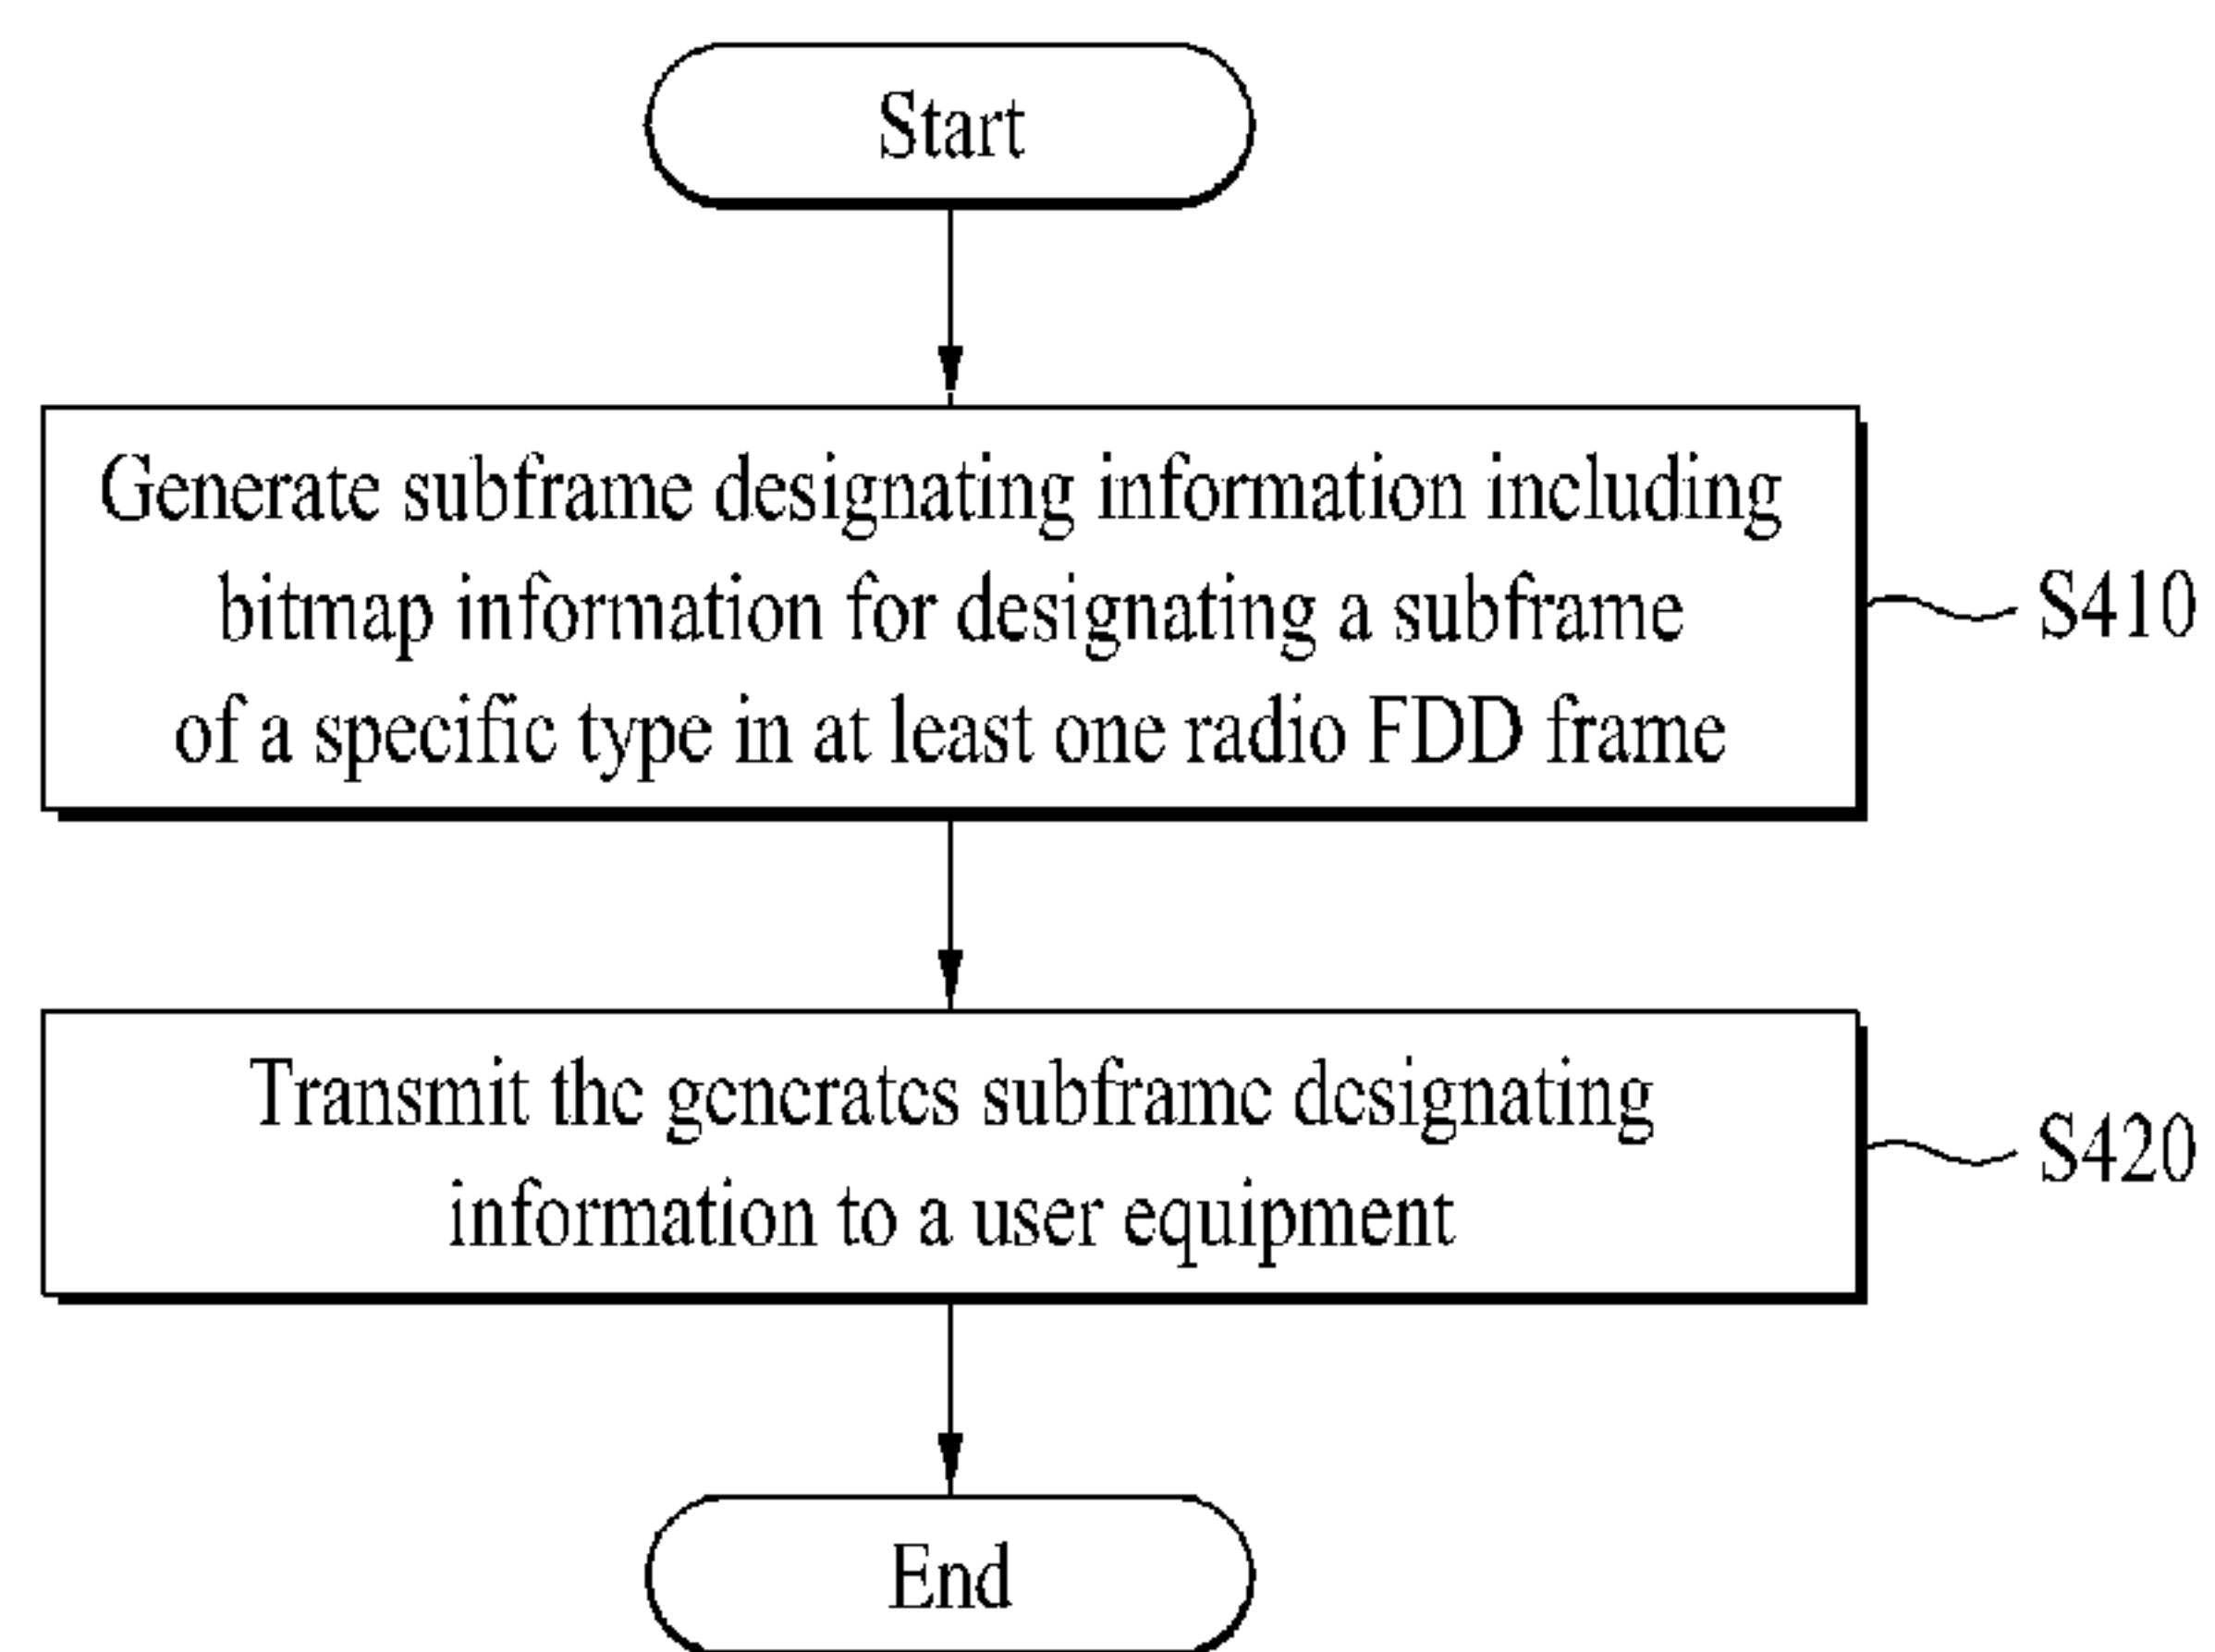 Start
Generate subframe designating information including
bitmap information for designating a subframe
of a specific type in at least one radio FDD frame
S410
Transmit the generates subframe designating
information to a user equipment
S420
End